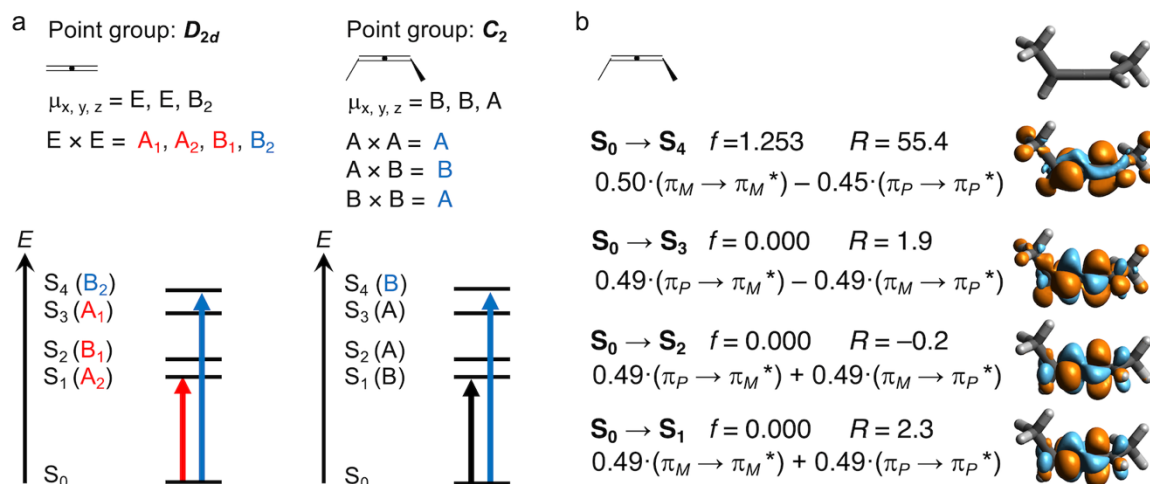 a
Point group: D2d
μx, y, z = E, E, B2
E × E = A1, A2, B1, B2
E
S4 (B2)
S3 (A1)
S2 (B1)
S1 (A2)
S0
Point group: C2
μx,y,z = B, B, A
A × A = A
A × B = B
B × B = A
E
S4 (B)
S3 (A)
S2 (A)
S1 (B)
S0
b
S0 → S4 f =1.253 R = 55.4
0.50·(πM → πM*) – 0.45·(πP → πP*)
S0 → S3 f = 0.000 R = 1.9
0.49·(πP → πM*) – 0.49·(πM → πP*)
S0 → S2 f = 0.000 R = –0.2
0.49·(πP → πM*) + 0.49·(πM → πP*)
S0 → S1 f = 0.000 R = 2.3
0.49·(πM → πM*) + 0.49·(πP → πP*)